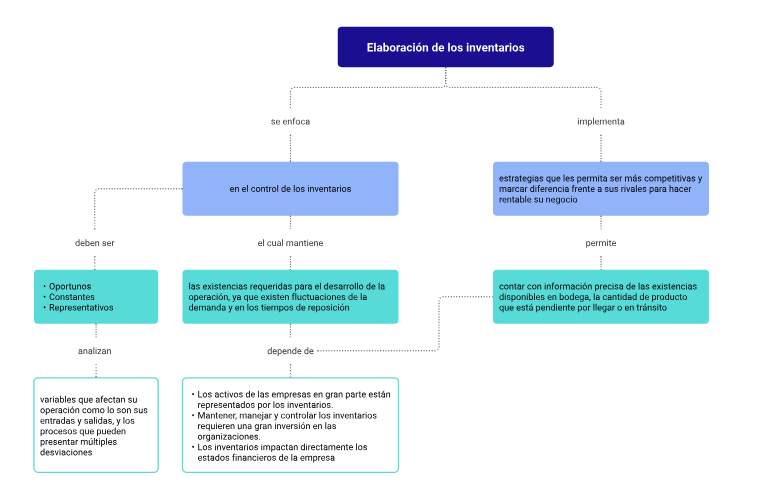 Elaboración de los inventarios
se enfoca
implementa
en el control de los inventarios
estrategias que les permita ser más competitivas y
marcar diferencia frente a sus rivales para hacer
rentable su negocio
deben ser
el cual mantiene
permite
• Oportunos
• Constantes
• Representativos
las existencias requeridas para el desarrollo de la
operación, ya que existen fluctuaciones de la
demanda y en los tiempos de reposición
contar con información precisa de las existencias
disponibles en bodega, la cantidad de producto
que está pendiente por llegar o en tránsito
analizan
depende de
variables que afectan su
operación como lo son sus
entradas y salidas, y los
procesos que pueden
presentar múltiples
desviaciones
• Los activos de las empresas en gran parte están
representados por los inventarios.
• Mantener, manejar y controlar los inventarios
requieren una gran inversión en las
organizaciones.
• Los inventarios impactan directamente los
estados financieros de la empresa